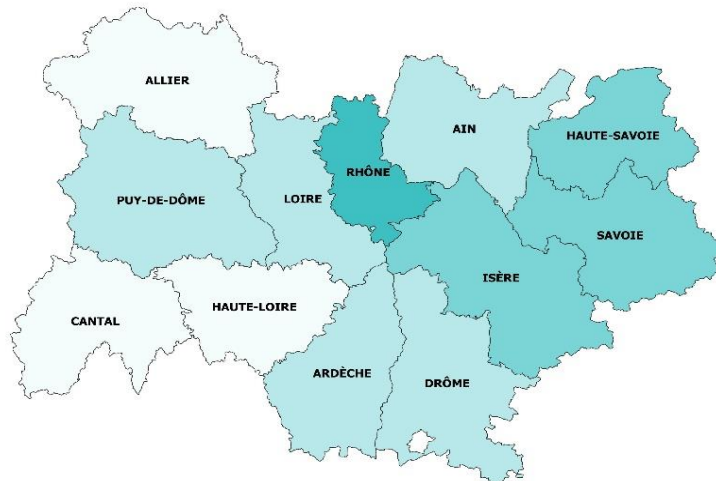 ALLIER
AIN
HAUTE-SAVOIE
RHÔNE
PUY-DE-DÔME
LOIRE
SAVOIE
ISÈRE
HAUTE-LOIRE
CANTAL
ARDÈCHE
DRÔME